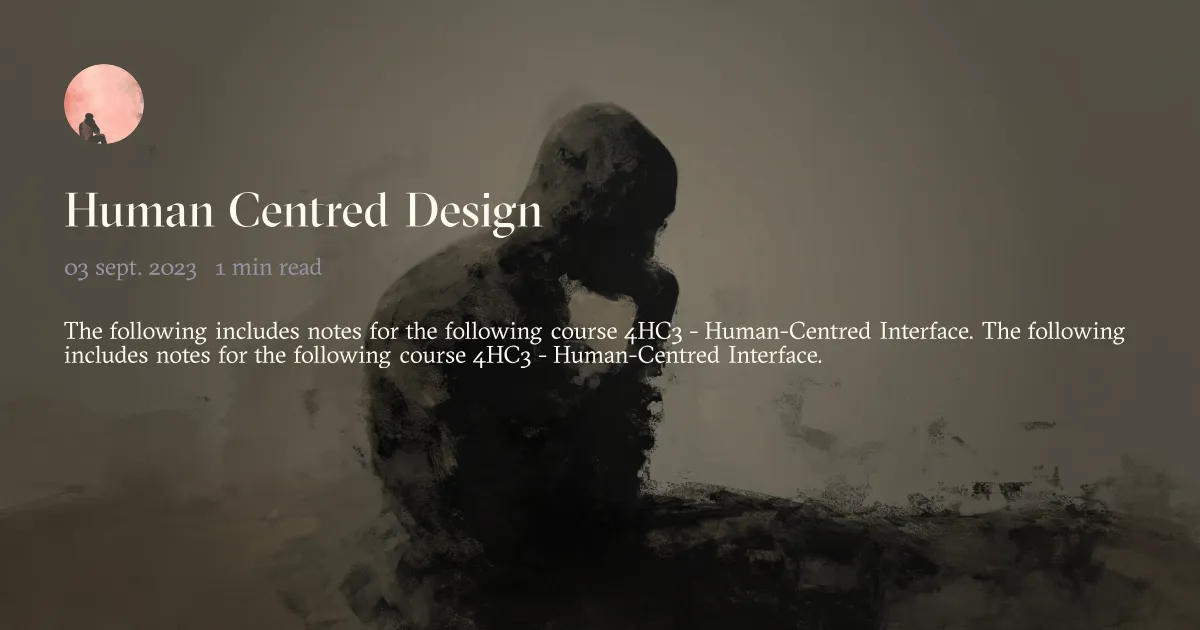 Human Centred Design
03 sept. 2023 1 min read
The following includes notes for the following course 4HC3 - Human-Centred Interface. The following
includes notes for the following course 4HC3 - Human-Centred Interface.